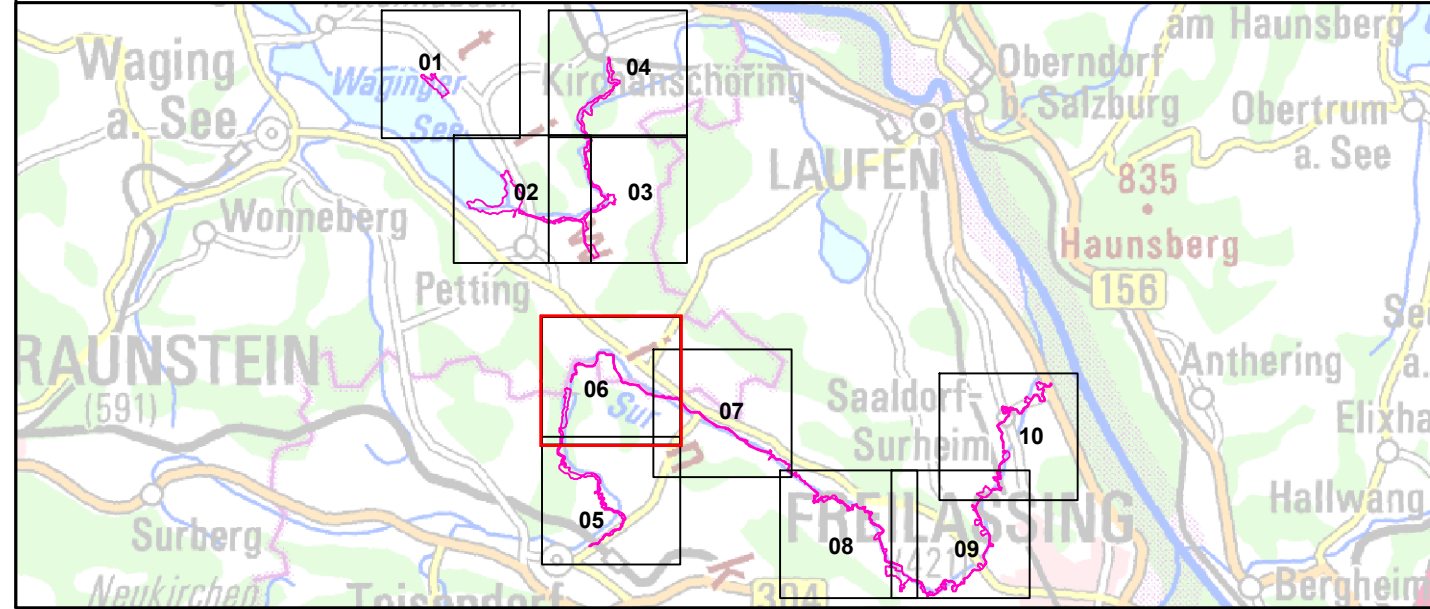 am Haunsberg
Waging
a. See
01
04
Waginger
See
Kirchanschöring
Oberndorf
b. Salzburg
Obertrum
a. See
LAUFEN
835
Haunsberg
02
03
Wonneberg
Petting
156
RAUNSTEIN
(591)
06
Sur
07
Anthering
Saaldorf-
Surheim
10
Elixha
Surberg
05
FREILASSING
08
(421)
09
Hallwang
Neukirchen
Teisendorf
304
Bergheim